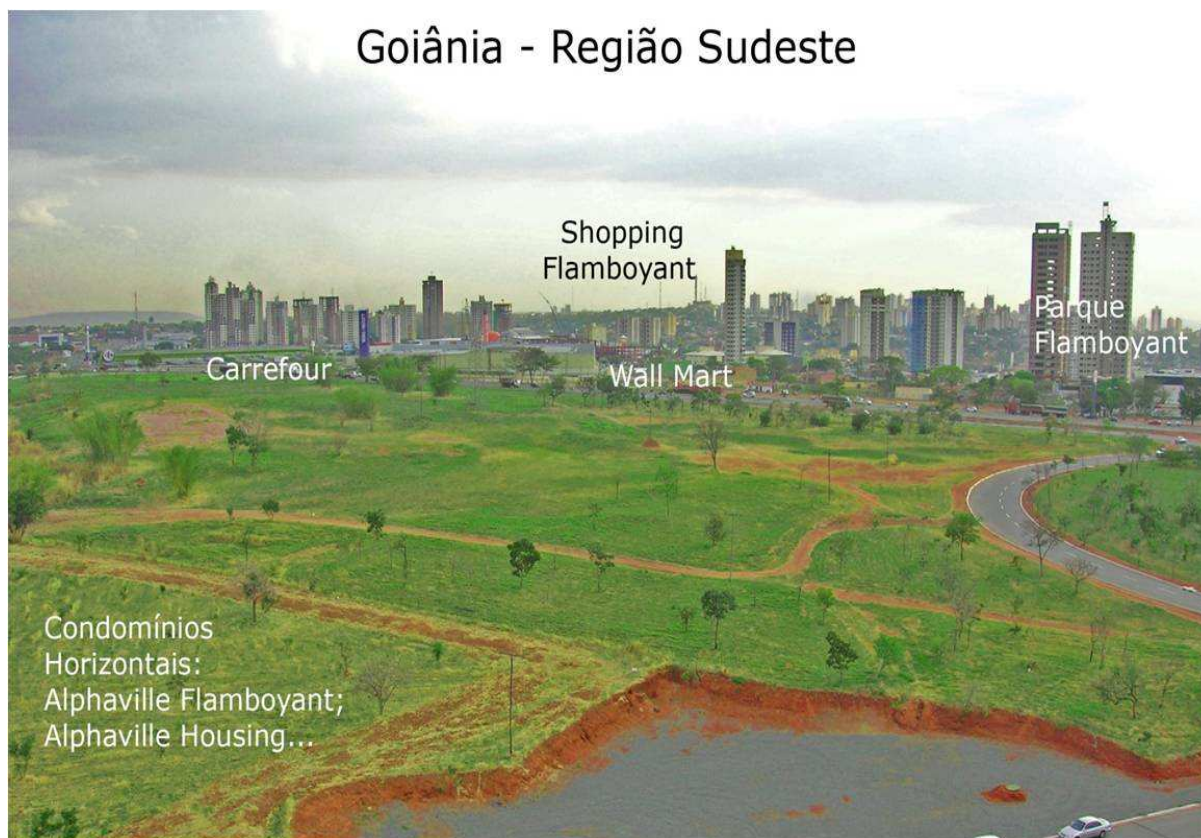 Goiânia - Região Sudeste
Shopping
Flamboyant
Parque
Flamboyant
Carrefour
Wall Mart
Condomínios
Horizontais:
Alphaville Flamboyant;
Alphaville Housing...